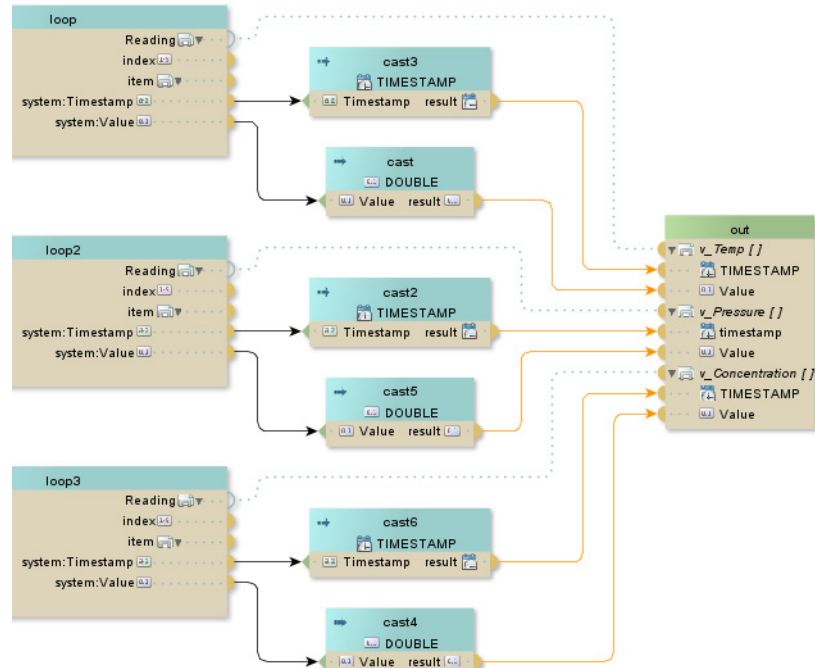 loop
Reading
index
item
system:Timestamp
system:Value
cast3
TIMESTAMP
Timestamp result
cast
DOUBLE
Value result
loop2
Reading
index
item
system:Timestamp
system:Value
cast2
TIMESTAMP
Timestamp result
cast5
DOUBLE
Value result
loop3
Reading
index
item
system:Timestamp
system:Value
cast6
TIMESTAMP
Timestamp result
cast4
DOUBLE
Value result
out
v_Temp [ ]
TIMESTAMP
Value
v_Pressure [ ]
timestamp
Value
v_Concentration [ ]
TIMESTAMP
Value